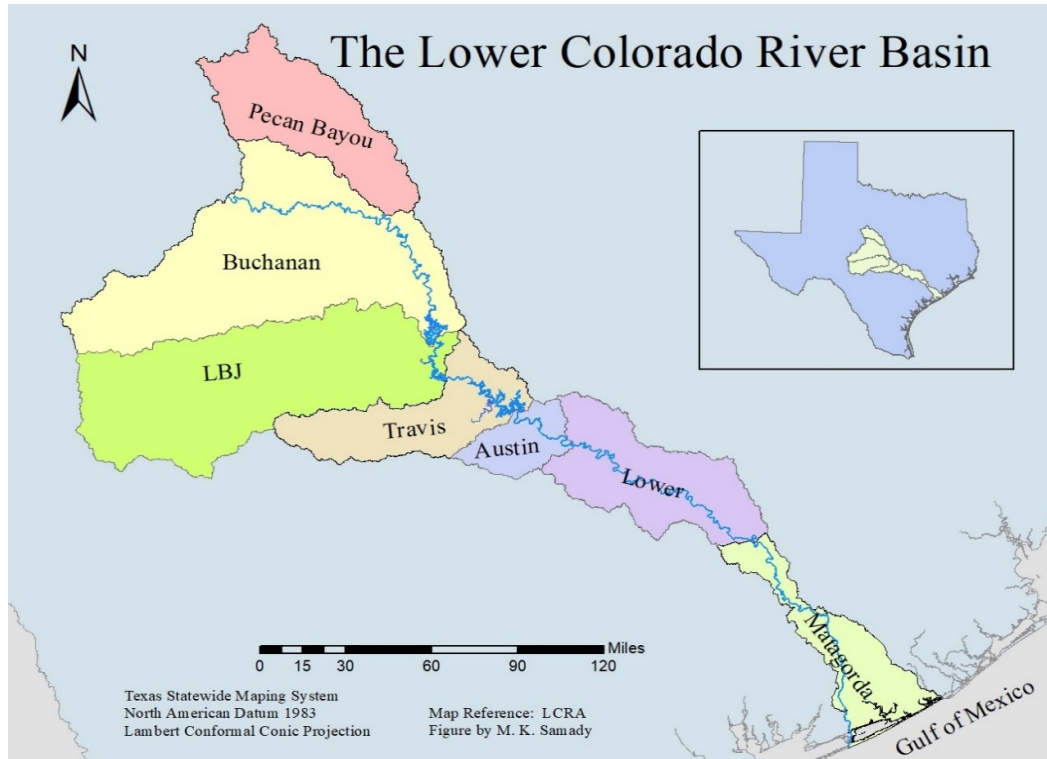 The Lower Colorado River Basin
N
Pecan Bayou
Buchanan
LBJ
Travis
Austin
Lower
Matagorda
Gulf of Mexico
0 15 30 60 90 120 Miles
Texas Statewide Maping System
North American Datum 1983
Lambert Conformal Conic Projection
Map Reference: LCRA
Figure by M. K. Samady